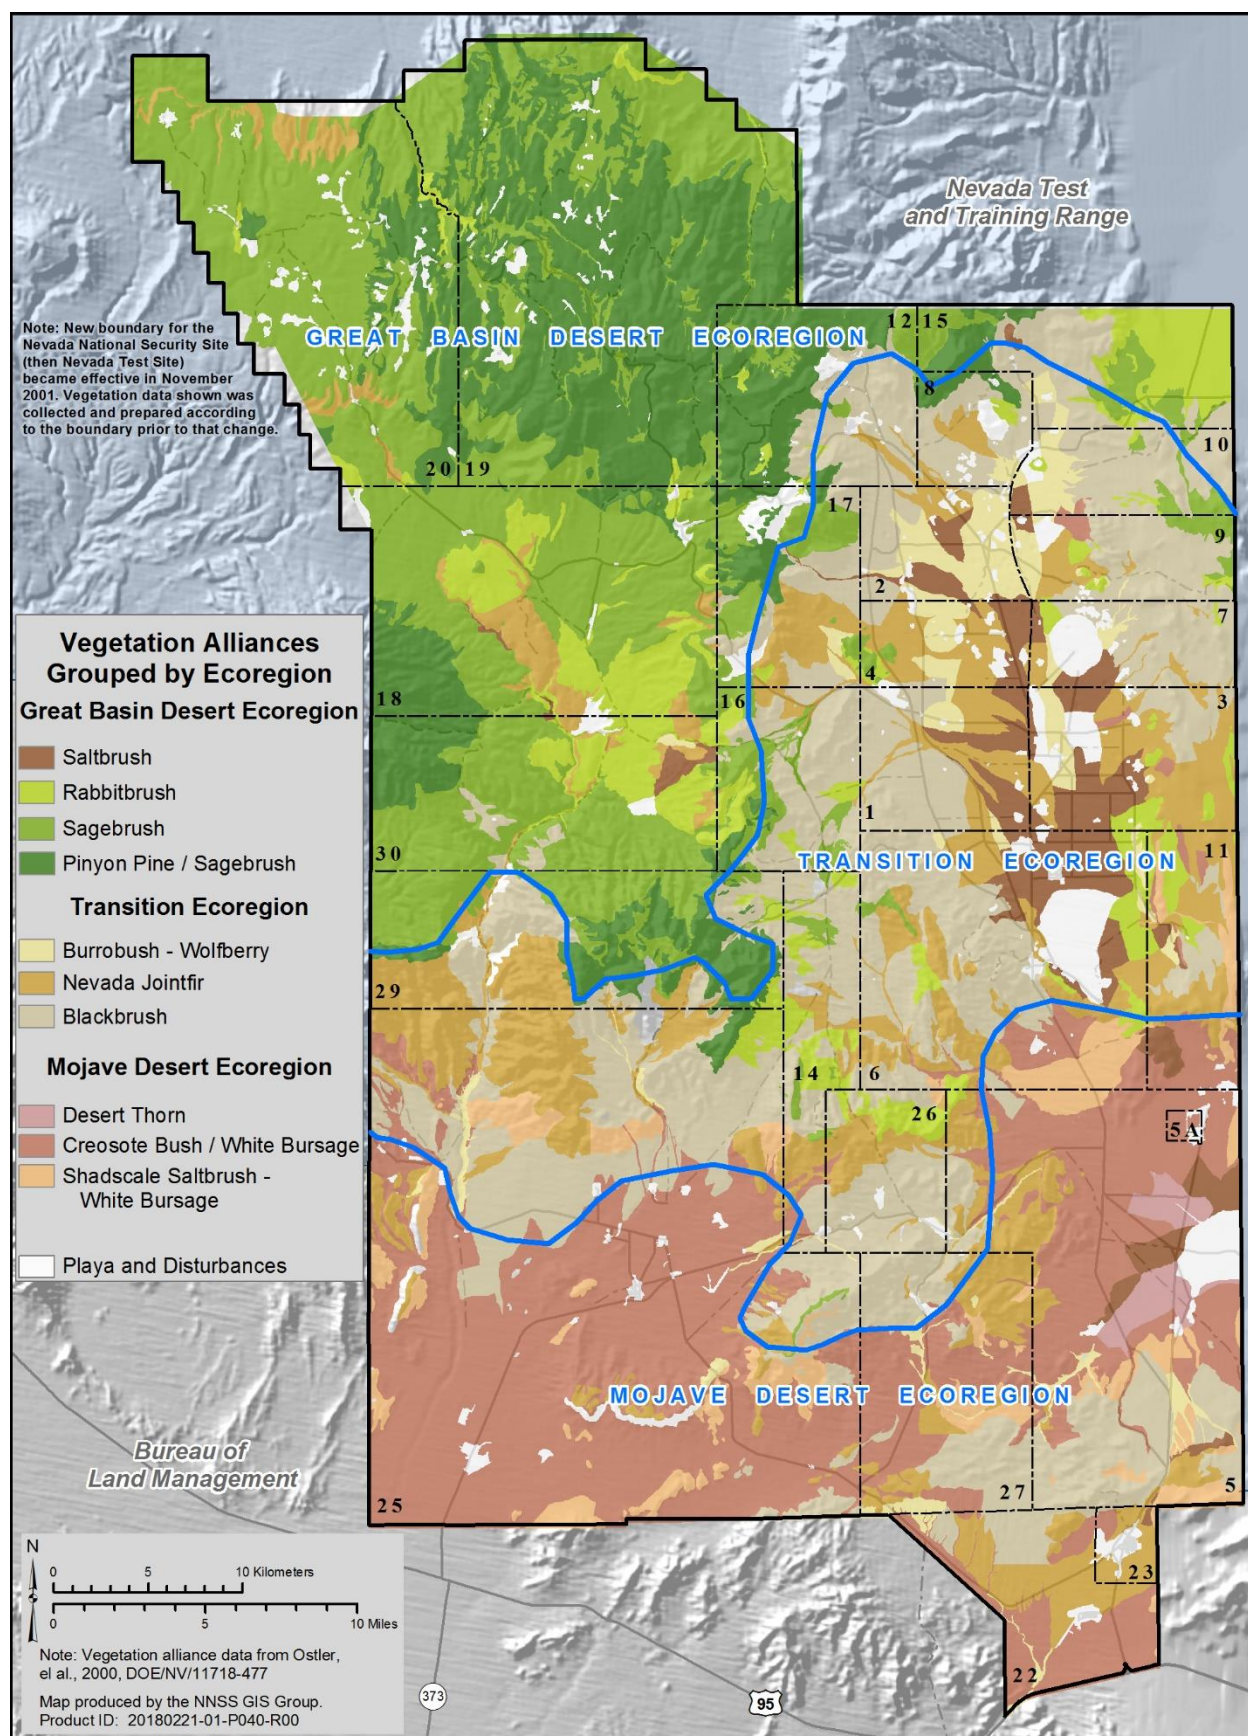 Nevada Test
and Training Range
Note: New boundary for the
Nevada National Security Site
(then Nevada Test Site)
became effective in November
2001. Vegetation data shown was
collected and prepared according
to the boundary prior to that change.
GREAT BASIN DESERT ECOREGION
12 15
8
10
20 19
17
9
2
7
4
18
16
3
1
30
TRANSITION ECOREGION
11
29
14
6
26
5A
MOJAVE DESERT ECOREGION
25
27
5
23
22
Vegetation Alliances
Grouped by Ecoregion
Great Basin Desert Ecoregion
Saltbrush
Rabbitbrush
Sagebrush
Pinyon Pine / Sagebrush
Transition Ecoregion
Burrobush - Wolfberry
Nevada Jointfir
Blackbrush
Mojave Desert Ecoregion
Desert Thorn
Creosote Bush / White Bursage
Shadscale Saltbrush -
White Bursage
Playa and Disturbances
Bureau of
Land Management
N
0 5 10 Kilometers
0 5 10 Miles
Note: Vegetation alliance data from Ostler,
el al., 2000, DOE/NV/11718-477
Map produced by the NNSS GIS Group.
Product ID: 20180221-01-P040-R00
373
95